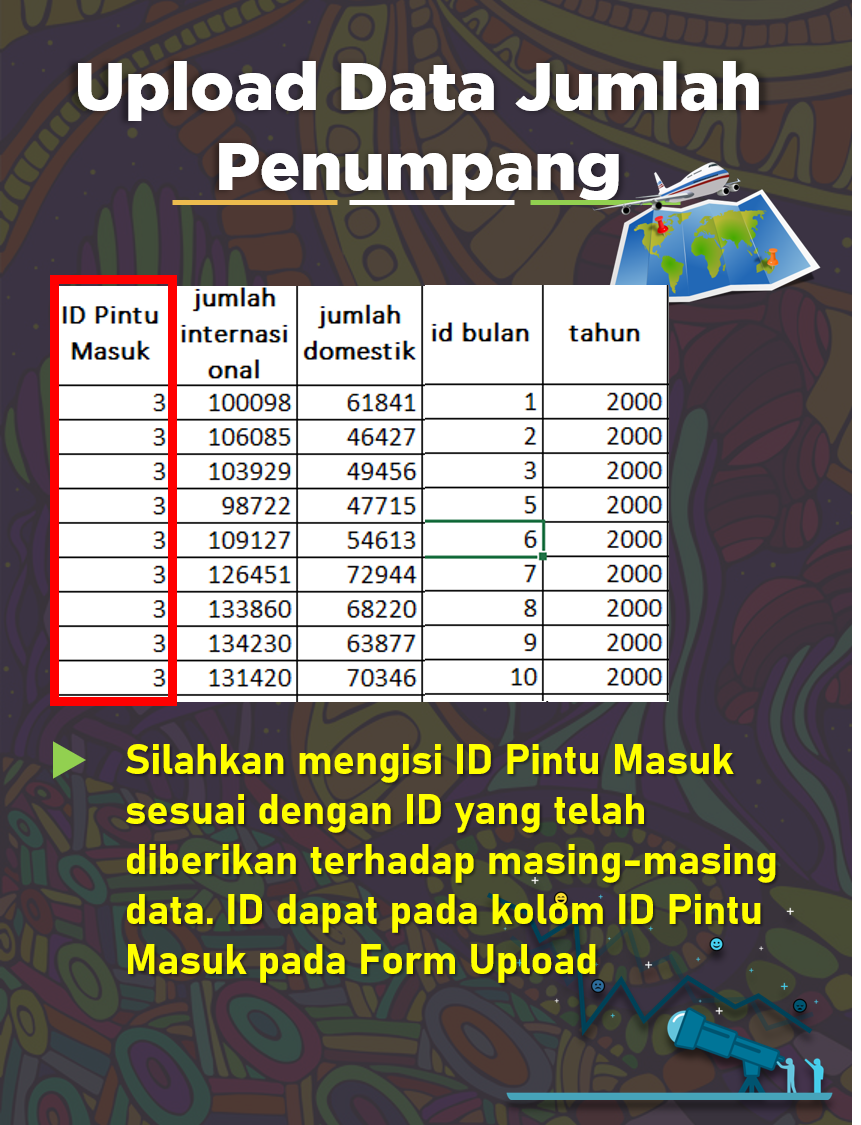 Upload Data Jumlah
Penumpang
ID Pintu Masuk jumlah internasi onal jumlah domestik id bulan tahun
3 100098 61841 1 2000
3 106085 46427 2 2000
3 103929 49456 3 2000
3 98722 47715 5 2000
3 109127 54613 6 2000
3 126451 72944 7 2000
3 133860 68220 8 2000
3 134230 63877 9 2000
3 131420 70346 10 2000
Silahkan mengisi ID Pintu Masuk
sesuai dengan ID yang telah
diberikan terhadap masing-masing
data. ID dapat pada kolom ID Pintu
Masuk pada Form Upload